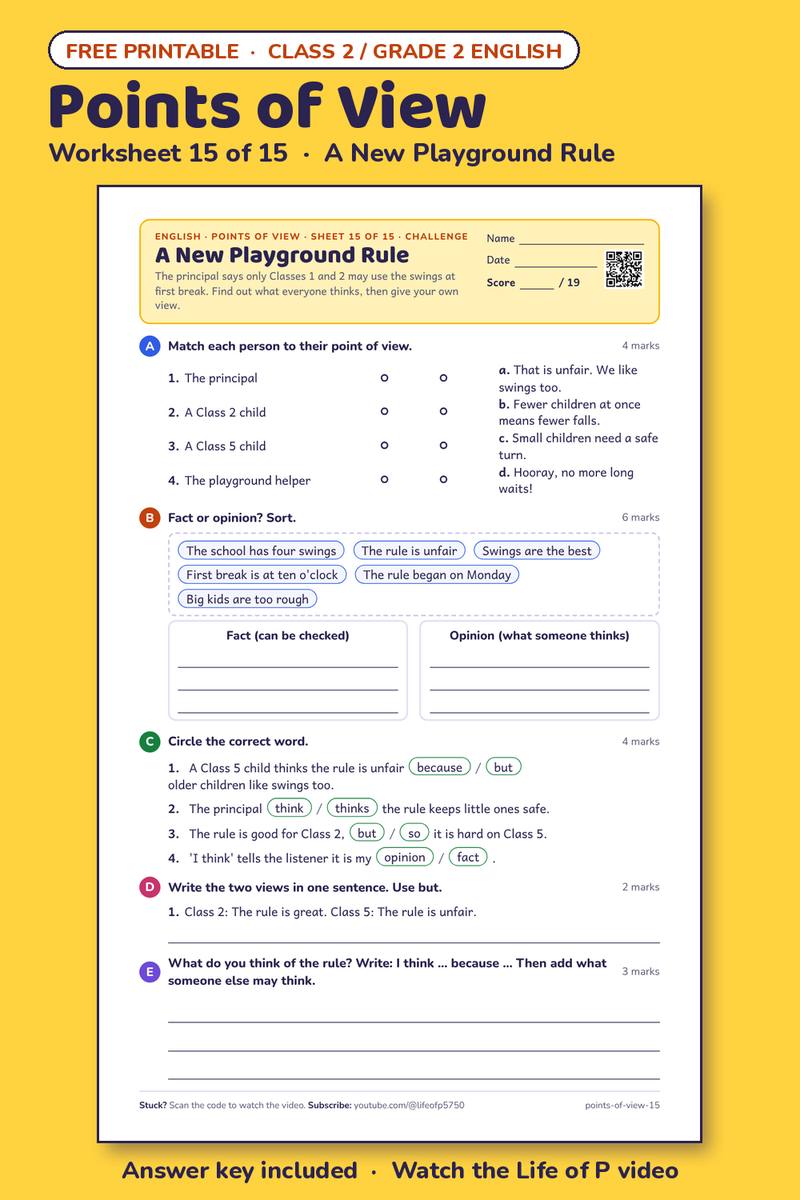 FREE PRINTABLE · CLASS 2 / GRADE 2 ENGLISH
Points of View
Worksheet 15 of 15 · A New Playground Rule
ENGLISH · POINTS OF VIEW · SHEET 15 OF 15 · CHALLENGE
A New Playground Rule
The principal says only Classes 1 and 2 may use the swings at
first break. Find out what everyone thinks, then give your own
view.
Name
Date
Score / 19
A Match each person to their point of view. 4 marks
1. The principal
a. That is unfair. We like
swings too.
2. A Class 2 child
b. Fewer children at once
means fewer falls.
3. A Class 5 child
c. Small children need a safe
turn.
4. The playground helper
d. Hooray, no more long
waits!
B Fact or opinion? Sort. 6 marks
The school has four swings The rule is unfair Swings are the best
First break is at ten o'clock The rule began on Monday
Big kids are too rough
Fact (can be checked) Opinion (what someone thinks)
C Circle the correct word. 4 marks
1. A Class 5 child thinks the rule is unfair because / but
older children like swings too.
2. The principal think / thinks the rule keeps little ones safe.
3. The rule is good for Class 2, but / so it is hard on Class 5.
4. 'I think' tells the listener it is my opinion / fact .
D Write the two views in one sentence. Use but. 2 marks
1. Class 2: The rule is great. Class 5: The rule is unfair.
E What do you think of the rule? Write: I think ... because ... Then add what
someone else may think. 3 marks
Stuck? Scan the code to watch the video. Subscribe: youtube.com/@lifeofp5750 points-of-view-15
Answer key included · Watch the Life of P video